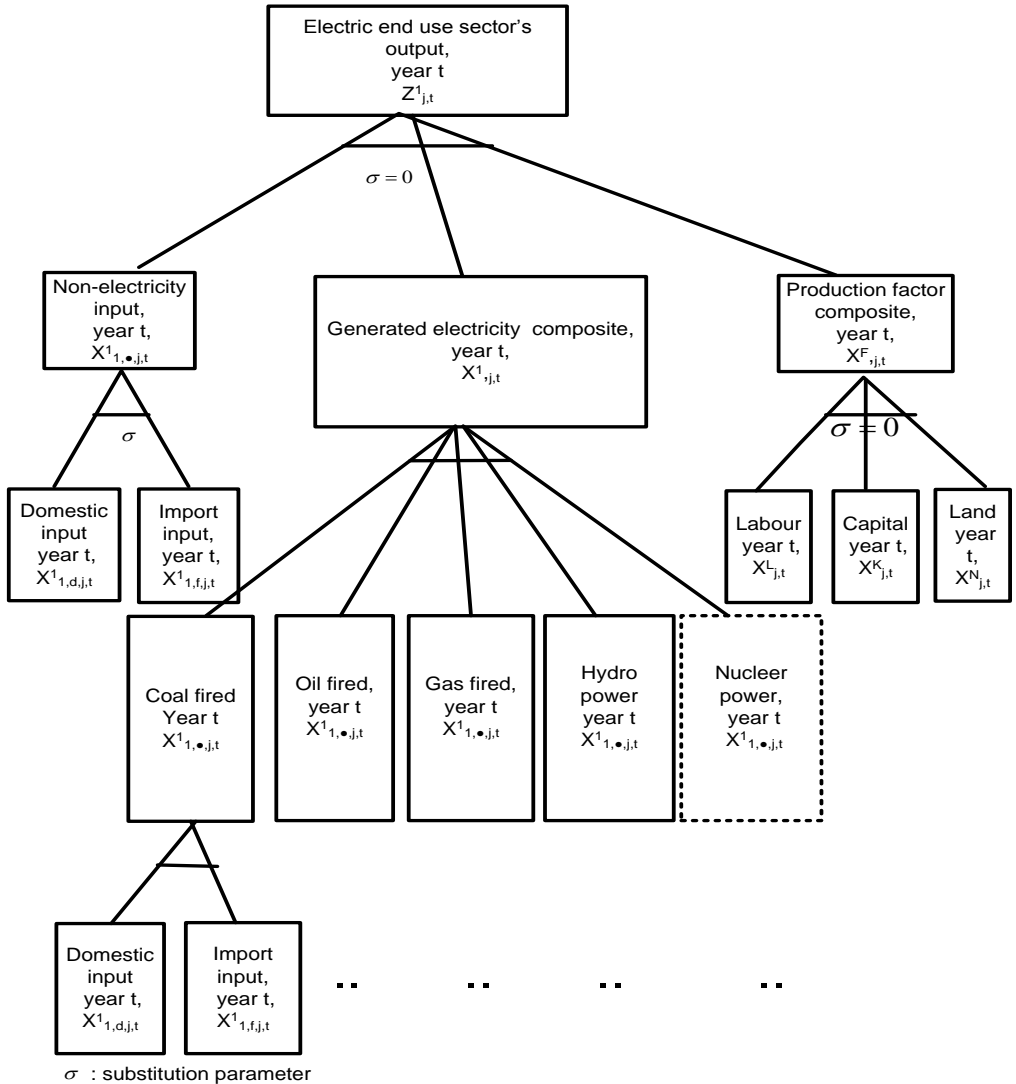 Electric end use sector's
output,
year t
Z¹j,t
σ = 0
Non-electricity
input,
year t,
X¹1,•,j,t
Generated electricity composite,
year t,
X¹,j,t
Production factor
composite,
year t,
Xᶠ,j,t
σ
σ = 0
Domestic
input
year t,
X¹1,d,j,t
Import
input,
year t,
X¹1,f,j,t
Labour
year t,
Xᴸj,t
Capital
year t,
Xᴷj,t
Land
year
t,
Xᴺj,t
Coal fired
Year t
X¹1,•,j,t
Oil fired,
year t
X¹1,•,j,t
Gas fired,
year t
X¹1,•,j,t
Hydro
power
year t
X¹1,•,j,t
Nucleer
power,
year t
X¹1,•,j,t
Domestic
input
year t,
X¹1,d,j,t
Import
input,
year t,
X¹1,f,j,t
.. .. .. ..
σ : substitution parameter